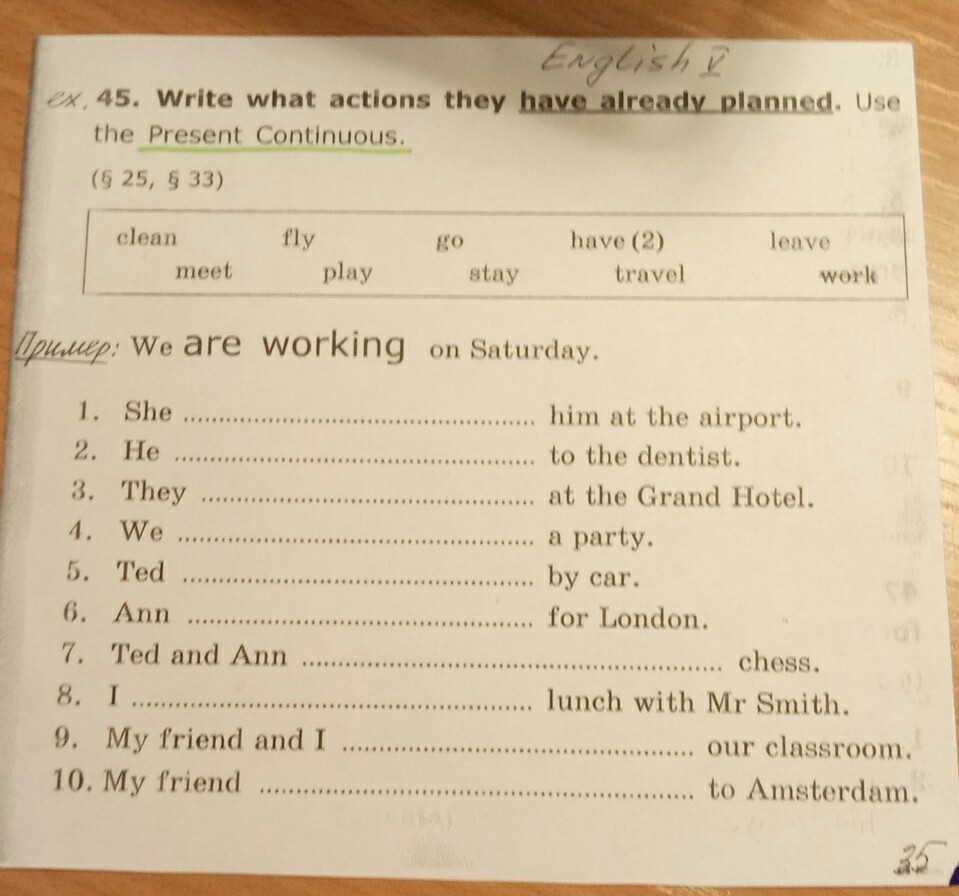 English V
ex. 45. Write what actions they have already planned. Use
the Present Continuous.
(§ 25, § 33)
clean fly go have (2) leave
meet play stay travel work
Пример: We are working on Saturday.
1. She ........................................ him at the airport.
2. He ........................................ to the dentist.
3. They ........................................ at the Grand Hotel.
4. We ........................................ a party.
5. Ted ........................................ by car.
6. Ann ........................................ for London.
7. Ted and Ann ........................................ chess.
8. I ........................................ lunch with Mr Smith.
9. My friend and I ........................................ our classroom.
10. My friend ........................................ to Amsterdam.
35